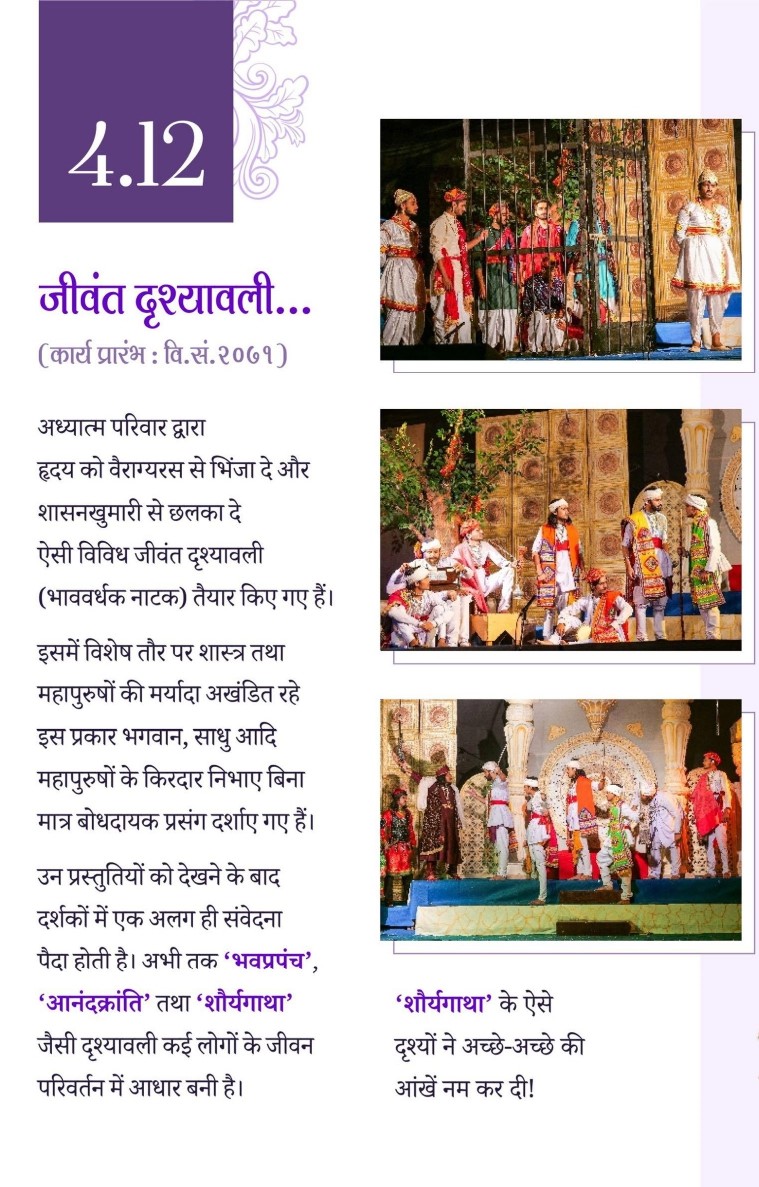 4.12
जीवंत दृश्यावली...
(कार्य प्रारंभ : वि.सं.२०७१)
अध्यात्म परिवार द्वारा
हृदय को वैराग्यरस से भिंजा दे और
शासनखुमारी से छलका दे
ऐसी विविध जीवंत दृश्यावली
(भाववर्धक नाटक) तैयार किए गए हैं।
इसमें विशेष तौर पर शास्त्र तथा
महापुरुषों की मर्यादा अखंडित रहे
इस प्रकार भगवान, साधु आदि
महापुरुषों के किरदार निभाए बिना
मात्र बोधदायक प्रसंग दर्शाए गए हैं।
उन प्रस्तुतियों को देखने के बाद
दर्शकों में एक अलग ही संवेदना
पैदा होती है। अभी तक ‘भवप्रपंच’,
‘आनंदक्रांति’ तथा ‘शौर्यगाथा’
जैसी दृश्यावली कई लोगों के जीवन
परिवर्तन में आधार बनी है।
‘शौर्यगाथा’ के ऐसे
दृश्यों ने अच्छे-अच्छे की
आंखें नम कर दी!